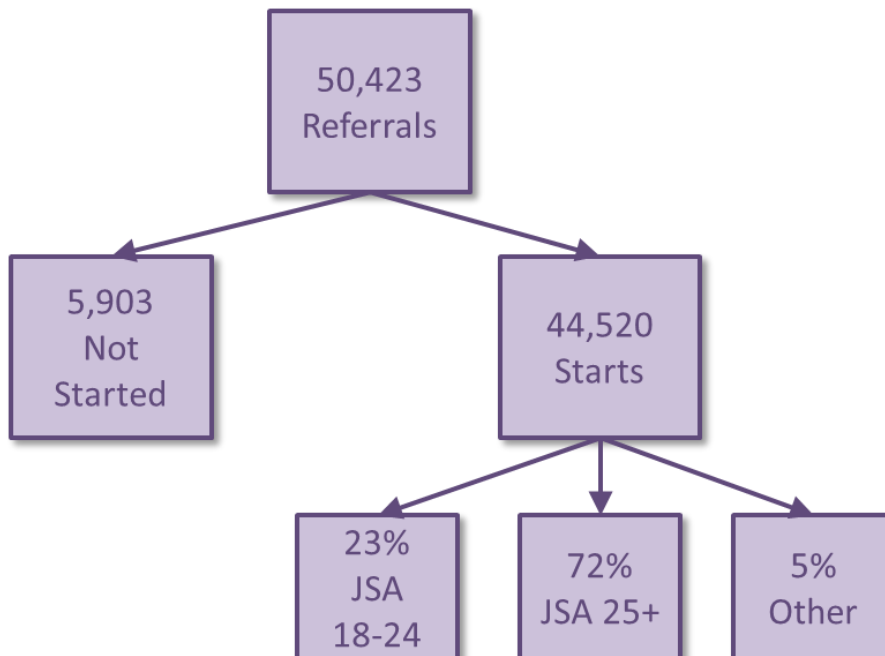 50,423
Referrals
5,903
Not
Started
44,520
Starts
23%
JSA
18-24
72%
JSA 25+
5%
Other